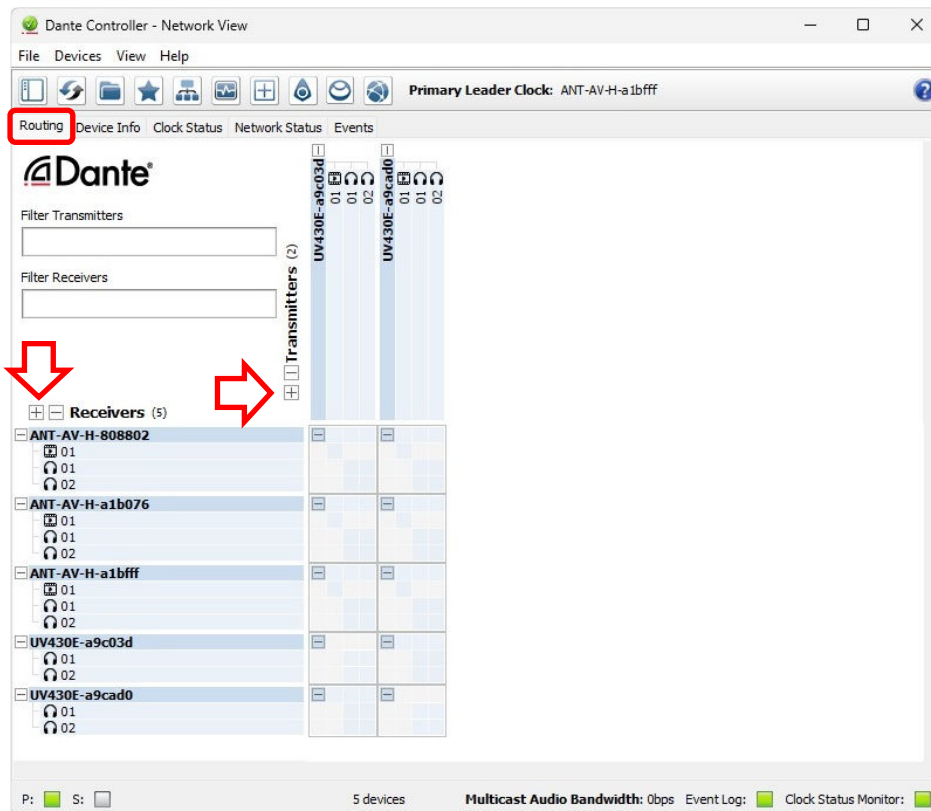 Dante Controller - Network View
File Devices View Help
Primary Leader Clock: ANT-AV-H-a1bfff
?
Routing Device Info Clock Status Network Status Events
Dante®
Filter Transmitters
Filter Receivers
Transmitters (2)
UV430E-a9c03d
01
01
02
UV430E-a9cad0
01
01
02
Receivers (5)
ANT-AV-H-808802
01
01
02
ANT-AV-H-a1b076
01
01
02
ANT-AV-H-a1bfff
01
01
02
UV430E-a9c03d
01
02
UV430E-a9cad0
01
02
P: S: 5 devices Multicast Audio Bandwidth: 0bps Event Log: Clock Status Monitor: